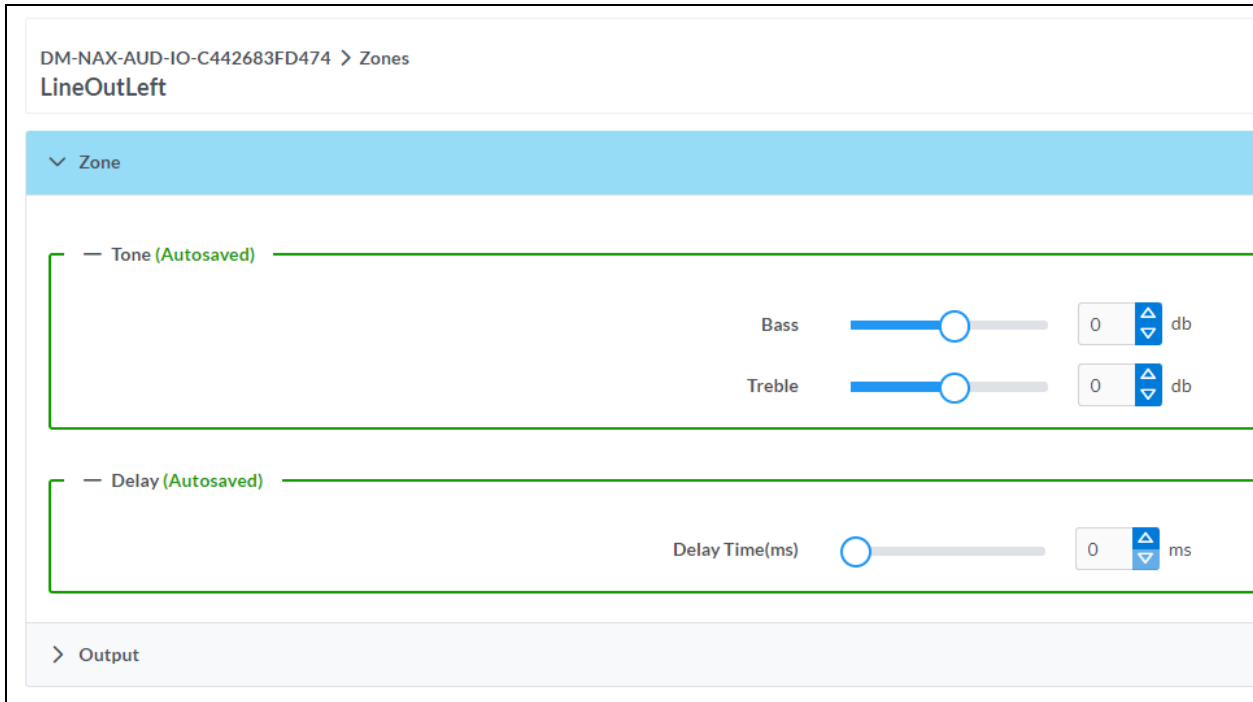 DM-NAX-AUD-IO-C442683FD474 > Zones
LineOutLeft
Zone
Tone (Autosaved)
Bass 0 db
Treble 0 db
Delay (Autosaved)
Delay Time(ms) 0 ms
Output